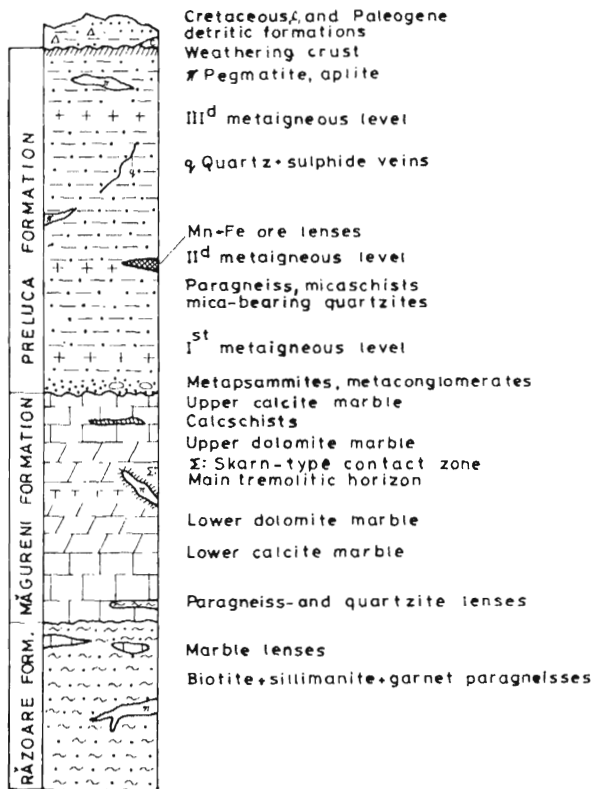 Cretaceous, and Paleogene
detritic formations
Weathering crust
π Pegmatite, aplite
IIIᵈ metaigneous level
q Quartz+sulphide veins
Mn-Fe ore lenses
IIᵈ metaigneous level
Paragneiss, micaschists
mica-bearing quartzites
Iˢᵗ metaigneous level
Metapsammites, metaconglomerates
Upper calcite marble
Calcschists
Upper dolomite marble
Σ: Skarn-type contact zone
Main tremolitic horizon
Lower dolomite marble
Lower calcite marble
Paragneiss-and quartzite lenses
Marble lenses
Biotite+sillimanite+garnet paragneisses
PRELUCA FORMATION
MĂGURENI FORMATION
RĂZOARE FORM.
π
q
π
Σ:
π
π